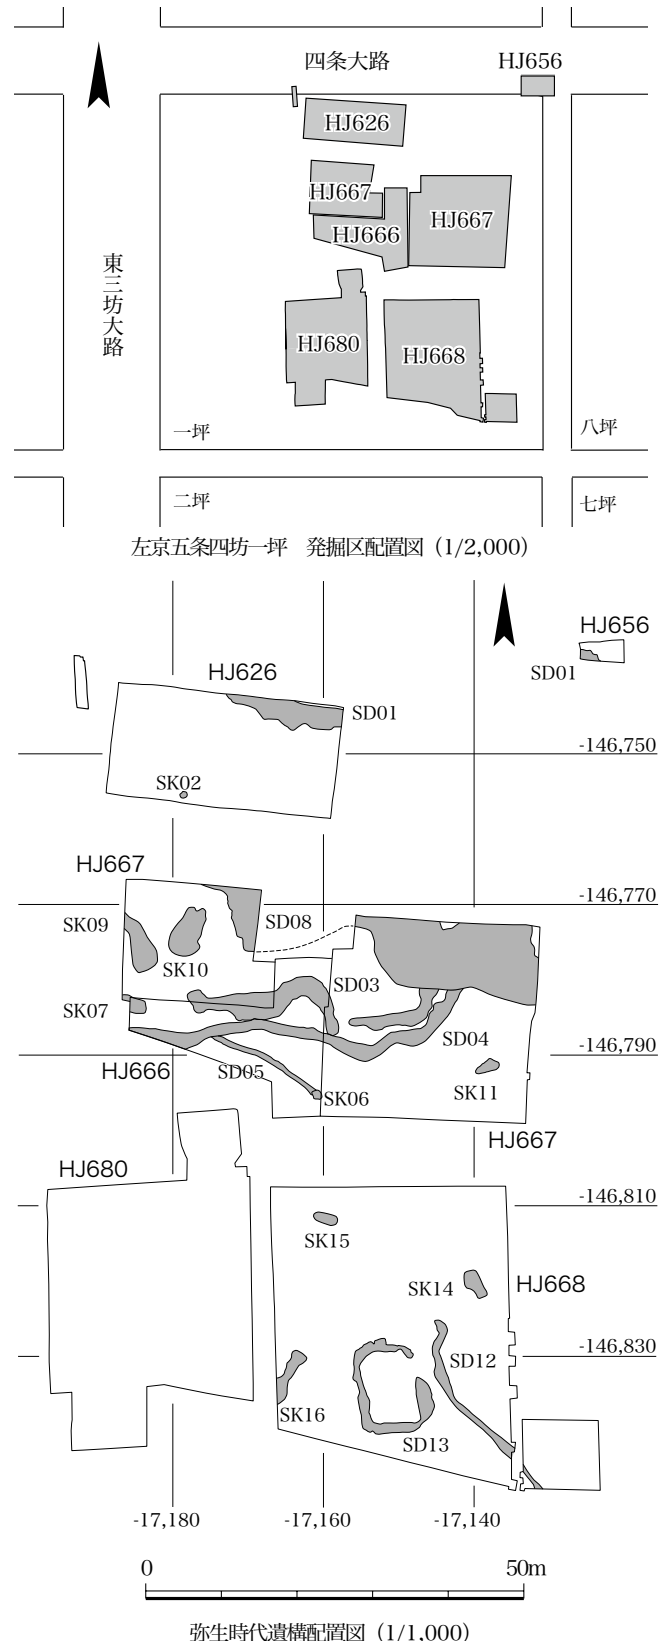 四条大路
HJ656
HJ626
HJ667
HJ667
HJ666
東三坊大路
HJ680
HJ668
一坪
八坪
二坪
七坪
左京五条四坊一坪　発掘区配置図（1/2,000）
HJ656
SD01
HJ626
SD01
-146,750
SK02
HJ667
-146,770
SK09
SD08
SK10
SD03
SK07
SD04
-146,790
HJ666
SD05
SK11
SK06
HJ667
HJ680
-146,810
SK15
SK14
HJ668
-146,830
SD12
SK16
SD13
-17,180
-17,160
-17,140
0
50m
弥生時代遺構配置図（1/1,000）